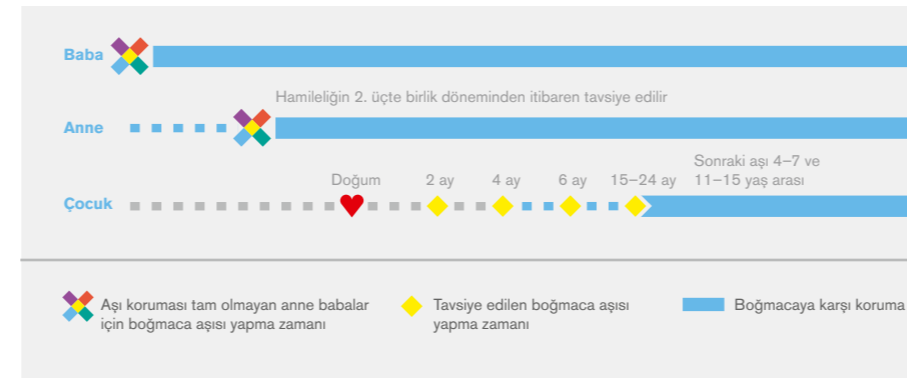 Baba
Hamileliğin 2. üçte birlik döneminden itibaren tavsiye edilir
Anne
Doğum 2 ay 4 ay 6 ay 15–24 ay Sonraki aşı 4–7 ve
11–15 yaş arası
Çocuk
Aşı koruması tam olmayan anne babalar
için boğmaca aşısı yapma zamanı
Tavsiye edilen boğmaca aşısı
yapma zamanı
Boğmacaya karşı koruma